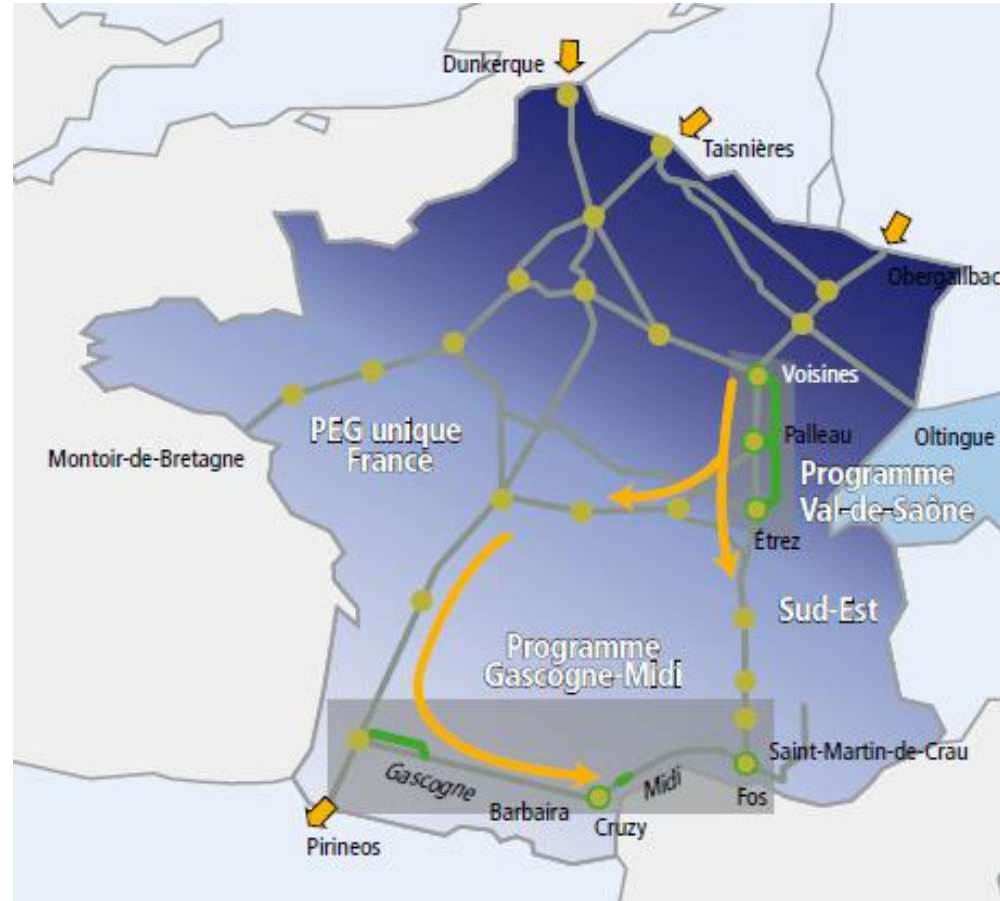 Dunkerque
Taisnières
Obergailbac
Voisines
PEG unique
France
Palleau
Oltingue
Montoir-de-Bretagne
Programme
Val-de-Saône
Étrez
Sud-Est
Programme
Gascogne-Midi
Saint-Martin-de-Crau
Gascogne
Midi
Fos
Barbaira
Cruzy
Pirineos